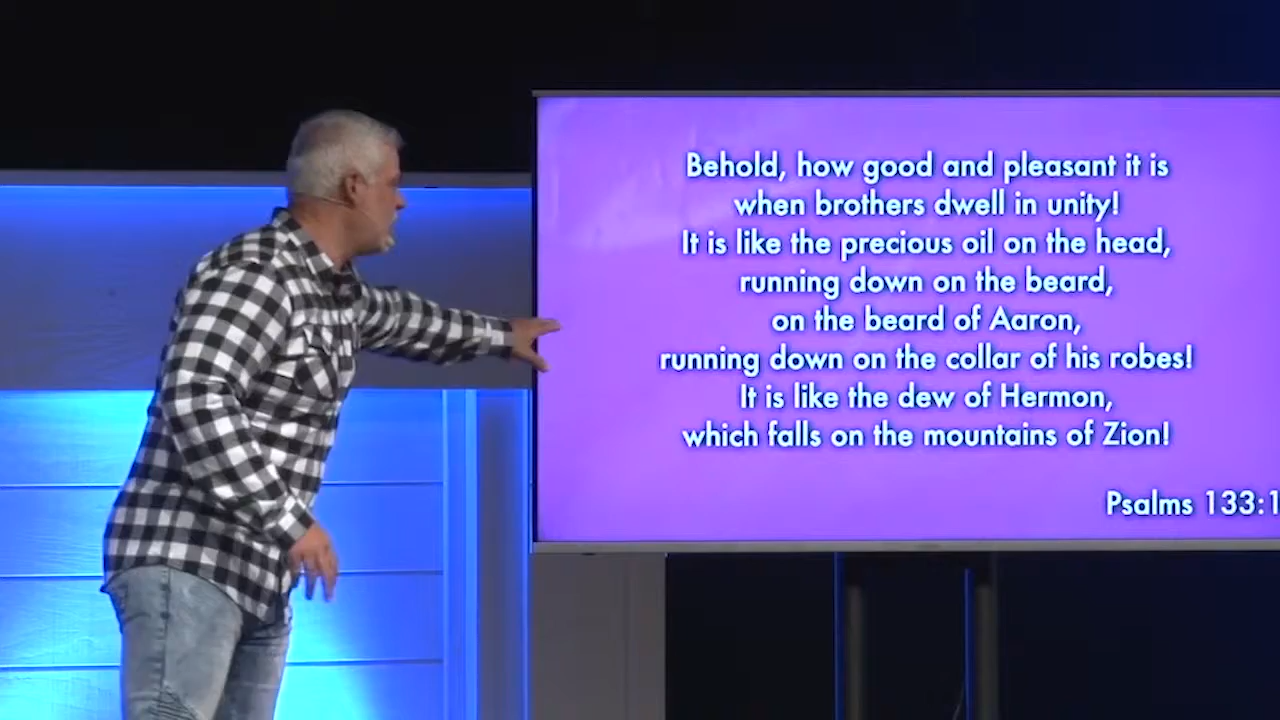 Behold, how good and pleasant it is
when brothers dwell in unity!
It is like the precious oil on the head,
running down on the beard,
on the beard of Aaron,
running down on the collar of his robes!
It is like the dew of Hermon,
which falls on the mountains of Zion!
Psalms 133:1